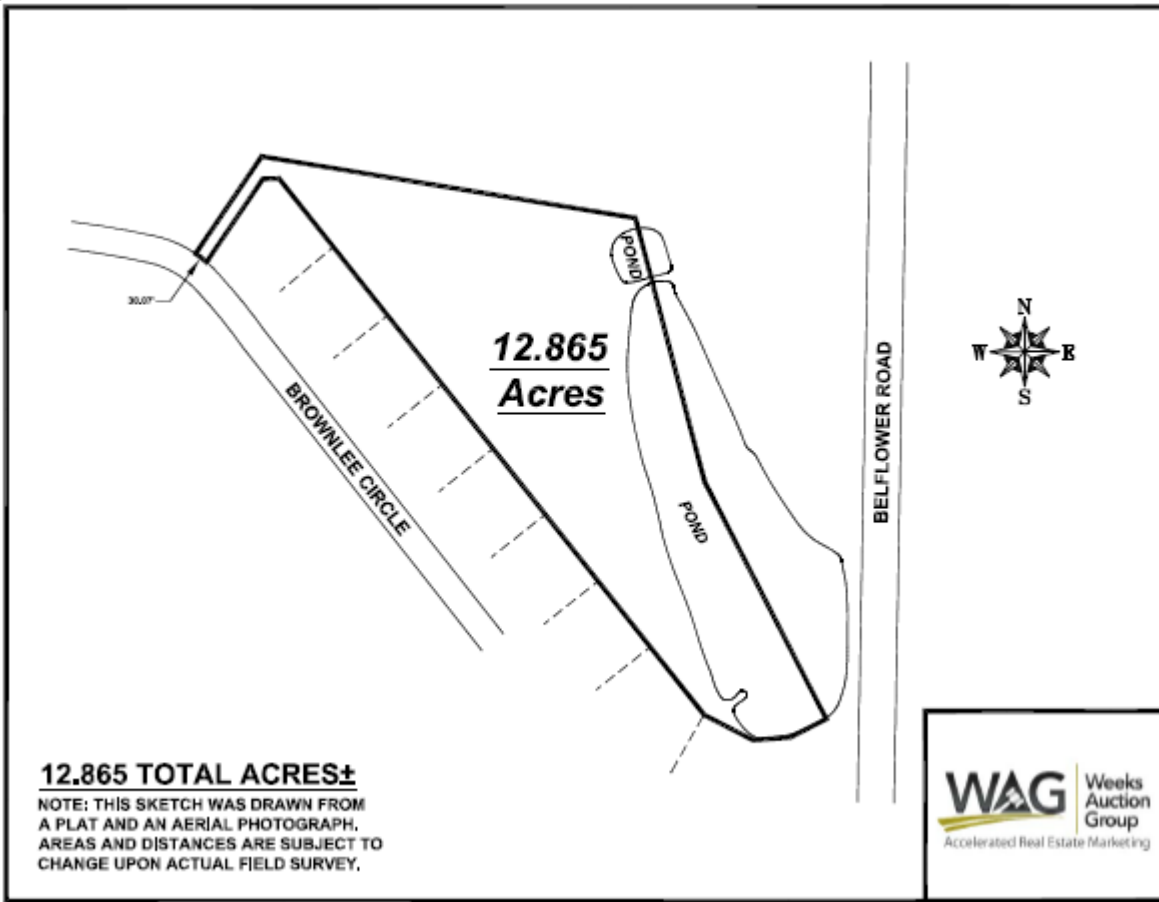 30.07'
POND
12.865
Acres
BROWNLEE CIRCLE
POND
BELFLOWER ROAD
N
W E
S
12.865 TOTAL ACRES±
NOTE: THIS SKETCH WAS DRAWN FROM
A PLAT AND AN AERIAL PHOTOGRAPH.
AREAS AND DISTANCES ARE SUBJECT TO
CHANGE UPON ACTUAL FIELD SURVEY.
WAG
Weeks
Auction
Group
Accelerated Real Estate Marketing